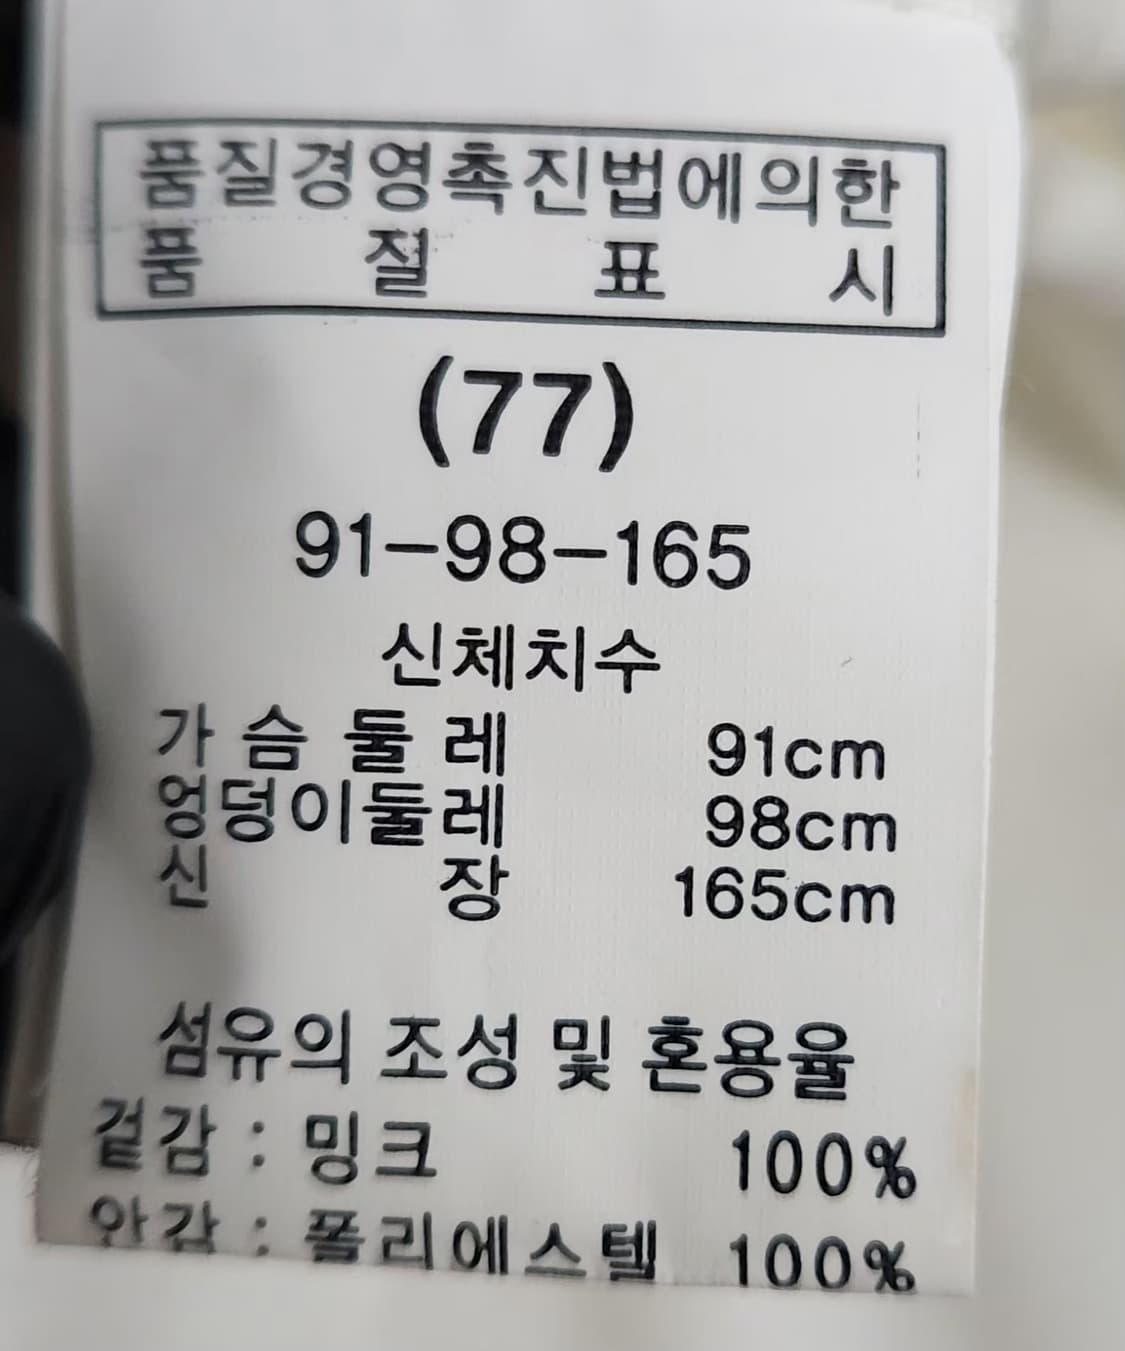 품질경영촉진법에의한
품 질 표 시
(77)
91-98-165
신체치수
가슴둘레 91cm
엉덩이둘레 98cm
신 장 165cm
섬유의 조성 및 혼용율
겉감 : 밍크 100%
안감 : 폴리에스텔 100%